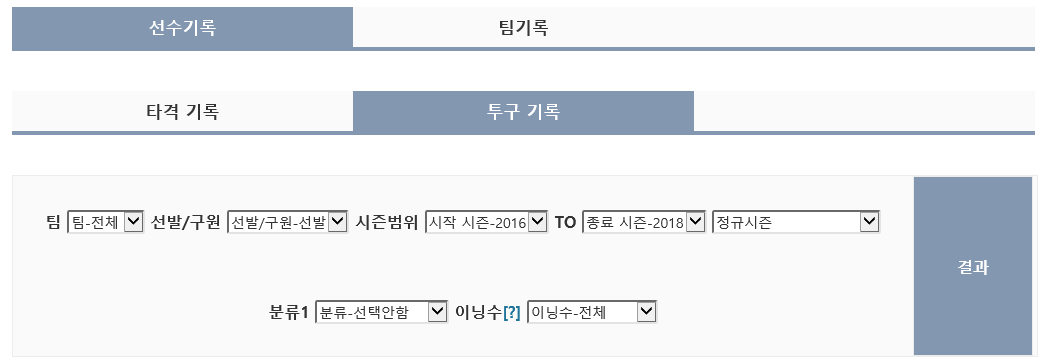 선수기록 팀기록
타격 기록 투구 기록
팀 팀-전체 선발/구원 선발/구원-선발 시즌범위 시작 시즌-2016 TO 종료 시즌-2018 정규시즌
결과
분류1 분류-선택안함 이닝수[?] 이닝수-전체